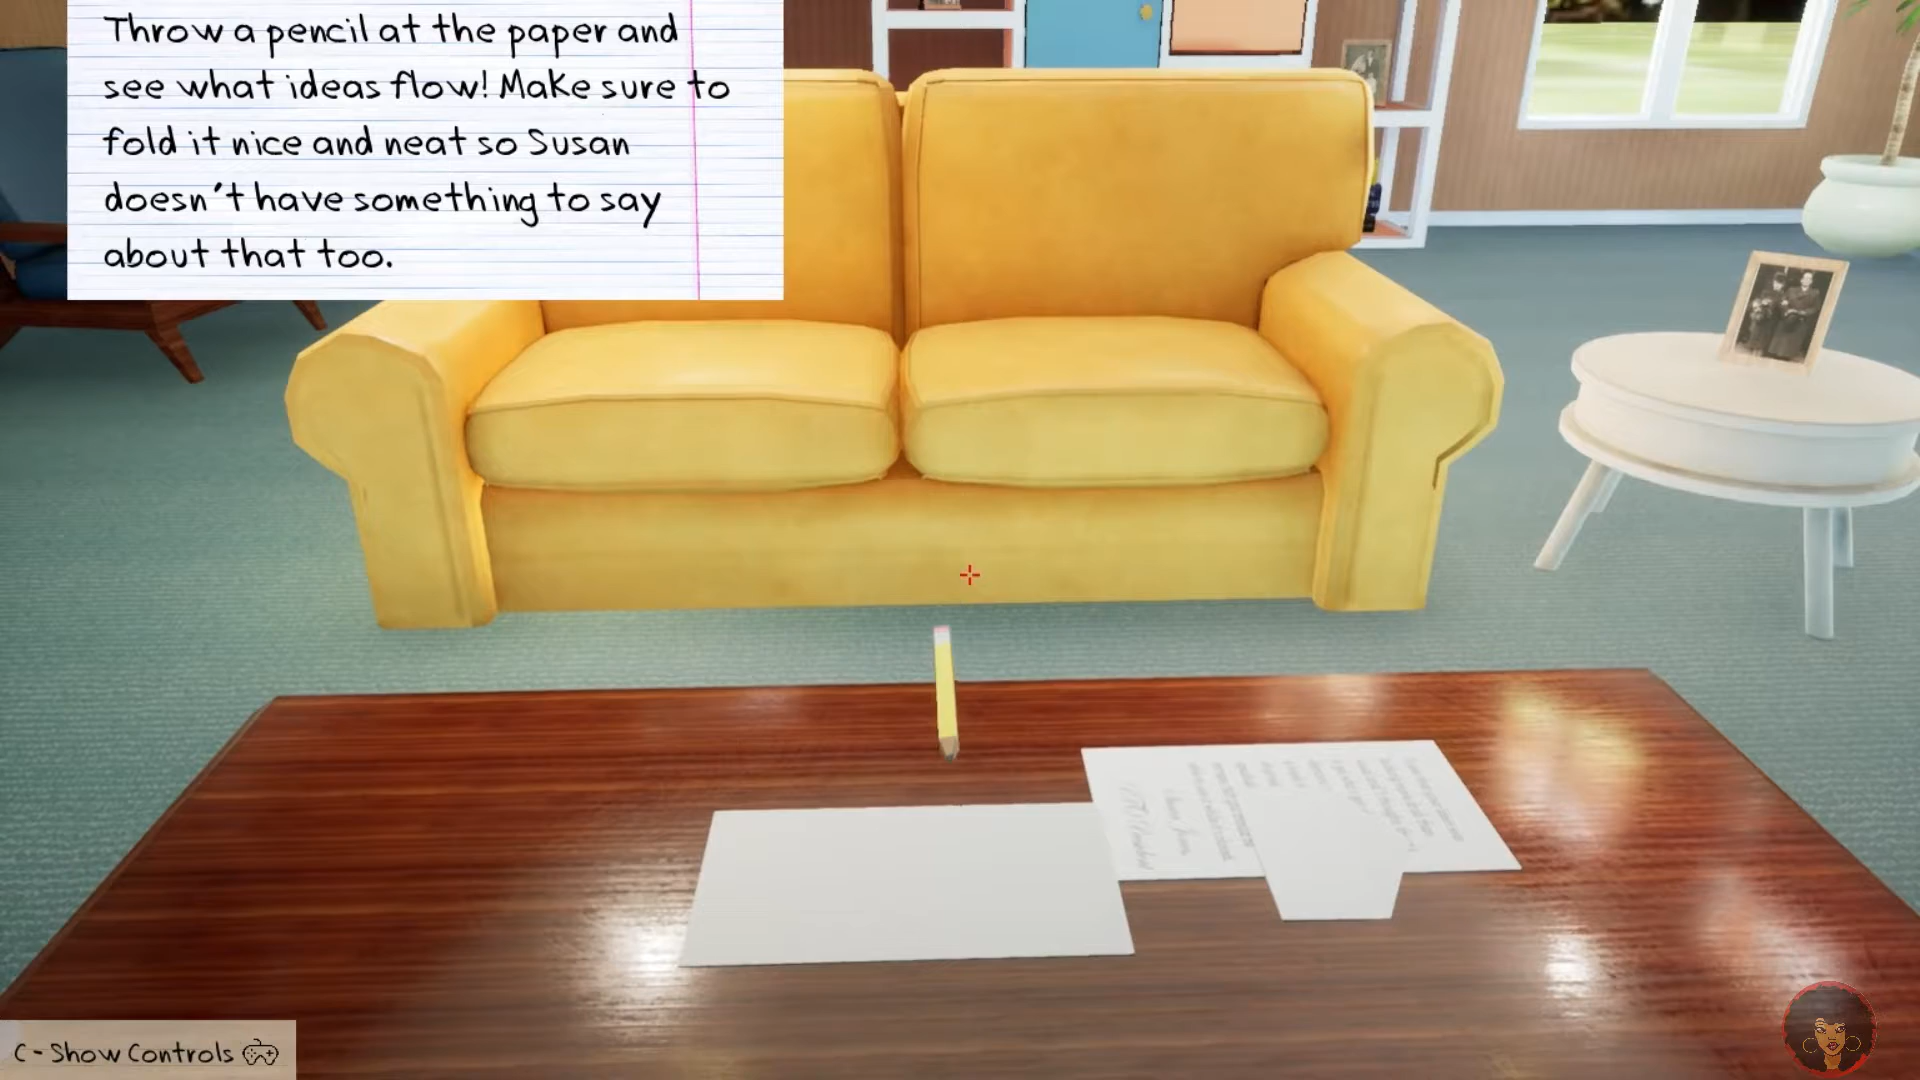 Throw a pencil at the paper and
see what ideas flow! Make sure to
fold it nice and neat so Susan
doesn't have something to say
about that too.
C - Show Controls